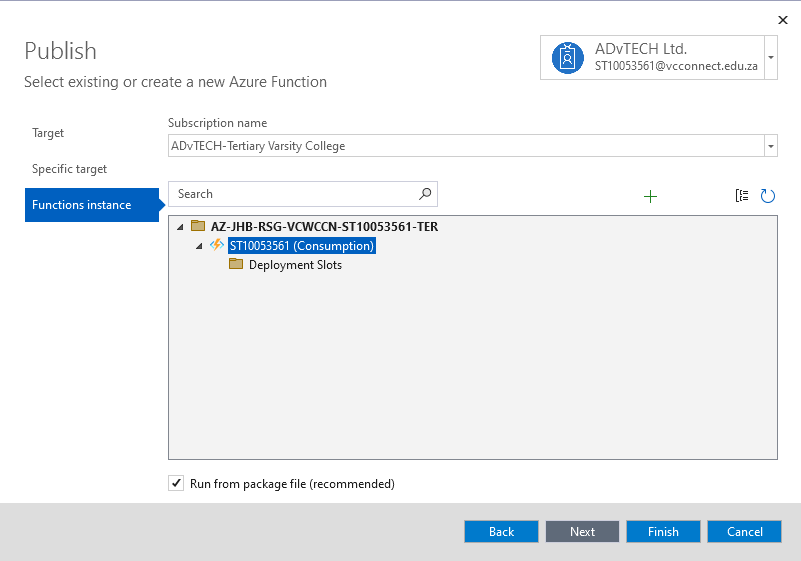 Publish
Select existing or create a new Azure Function
ADvTECH Ltd.
ST10053561@vcconnect.edu.za
Target
Specific target
Functions instance
Subscription name
ADvTECH-Tertiary Varsity College
Search
AZ-JHB-RSG-VCWCCN-ST10053561-TER
ST10053561 (Consumption)
Deployment Slots
Run from package file (recommended)
Back
Next
Finish
Cancel